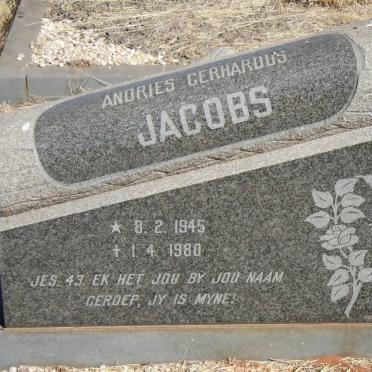 ANDRIES GERHARDUS
JACOBS
★ 8. 2. 1945
✝ 1. 4. 1980
JES. 43. EK HET JOU BY JOU NAAM
GEROEP, JY IS MYNE!